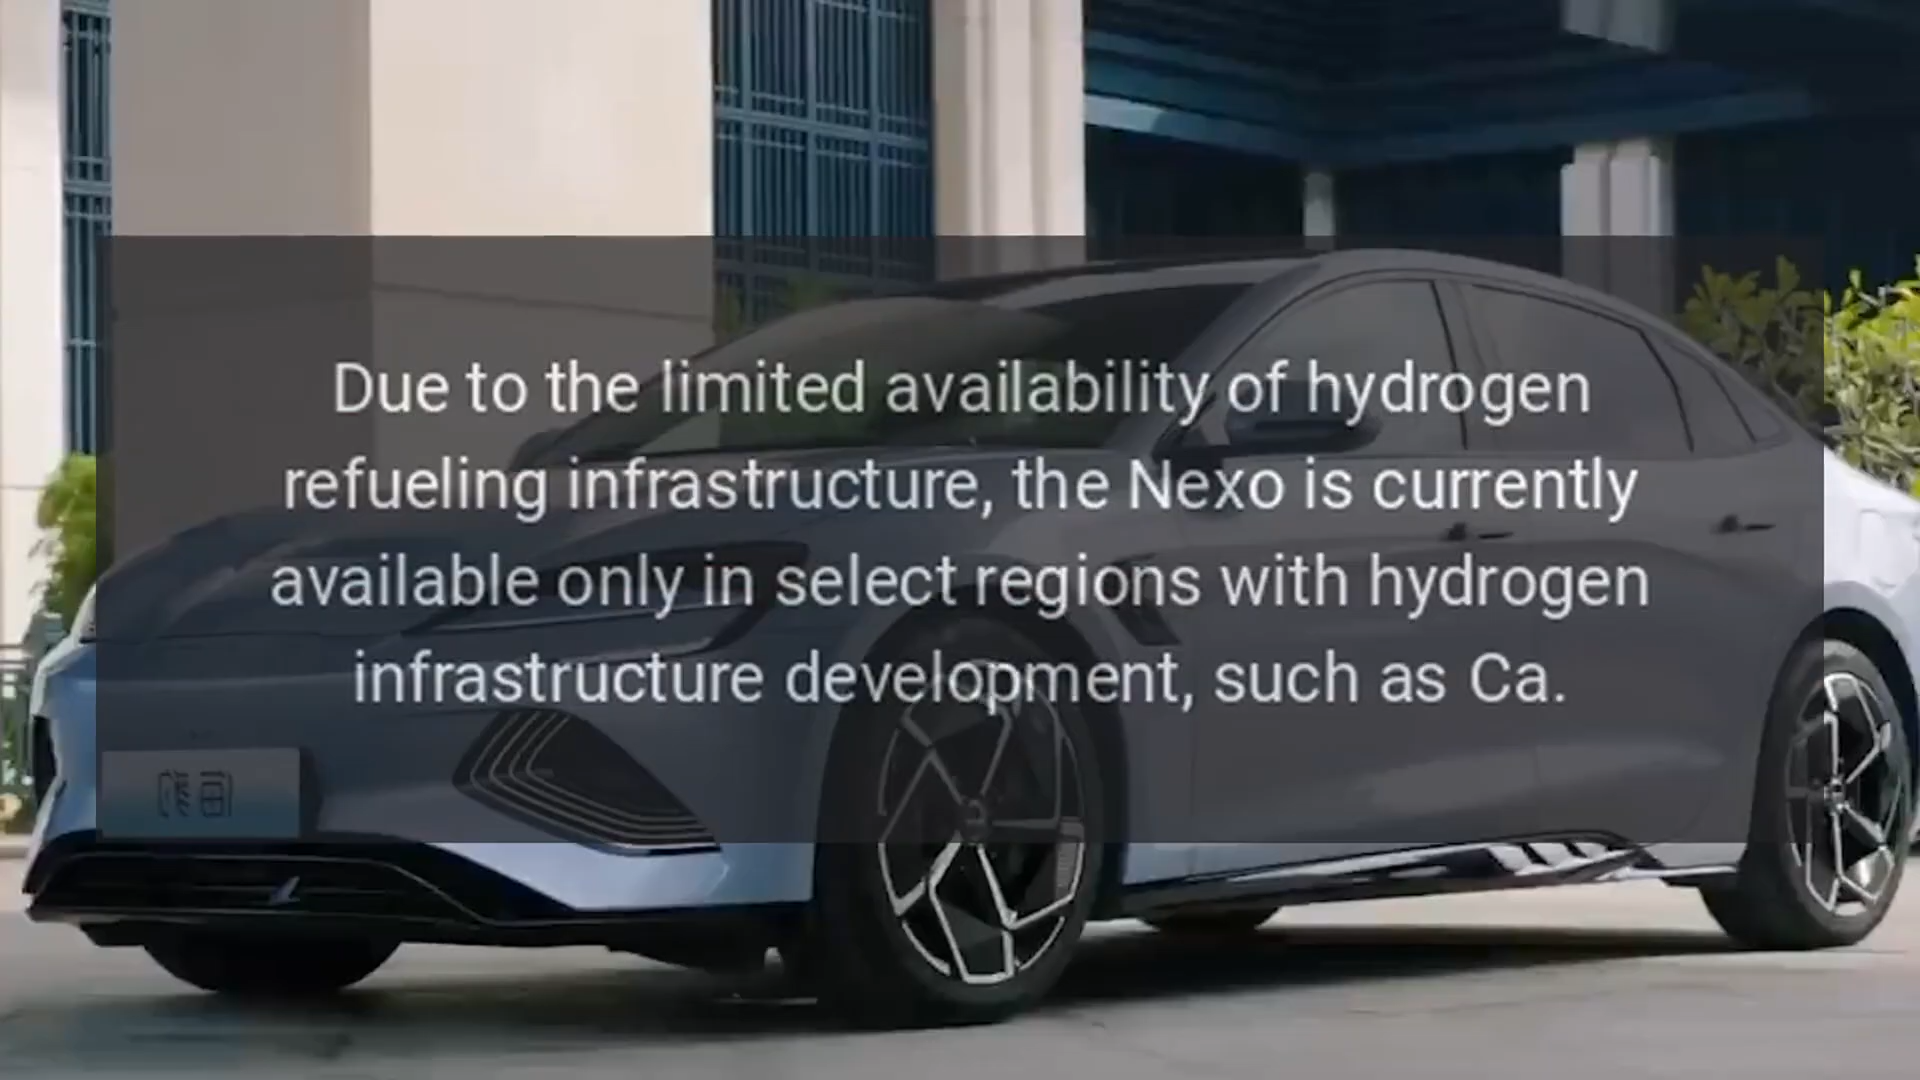 Due to the limited availability of hydrogen
refueling infrastructure, the Nexo is currently
available only in select regions with hydrogen
infrastructure development, such as Ca.